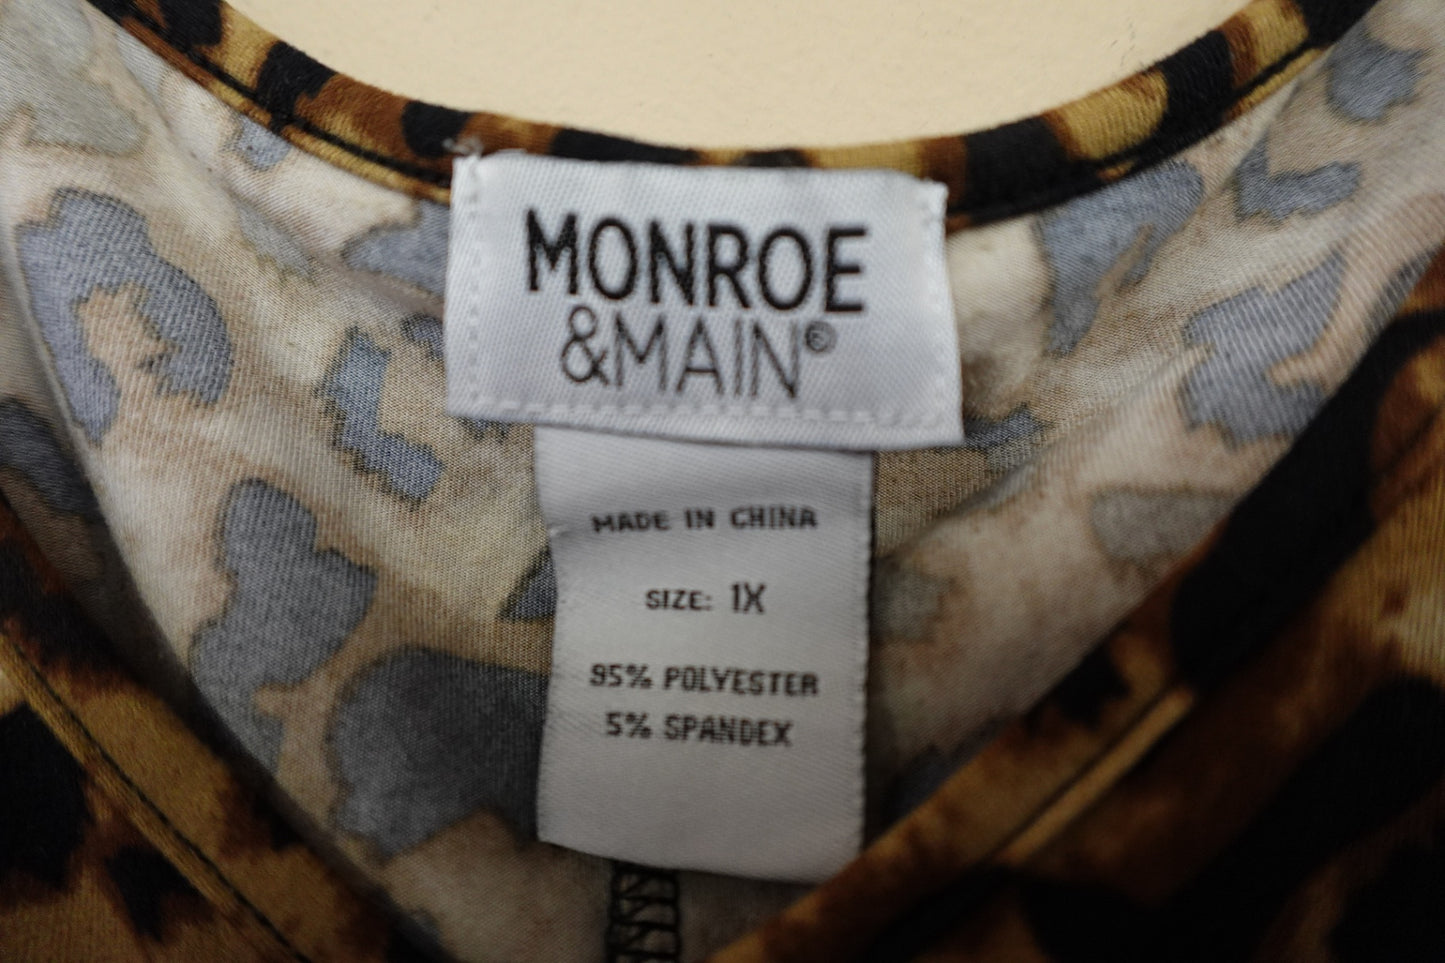 MONROE
&MAIN®
MADE IN CHINA
SIZE: 1X
95% POLYESTER
5% SPANDEX